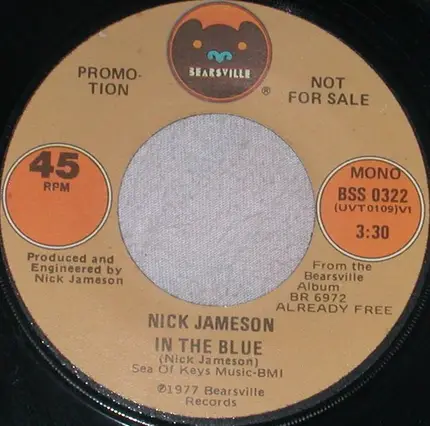 BEARSVILLE
®
PROMO-
TION
NOT
FOR SALE
45
RPM
MONO
BSS 0322
(UVT0109)V1
3:30
Produced and
Engineered by
Nick Jameson
From the
Bearsville
Album
BR 6972
ALREADY FREE
NICK JAMESON
IN THE BLUE
(Nick Jameson)
Sea Of Keys Music-BMI
℗1977 Bearsville
Records